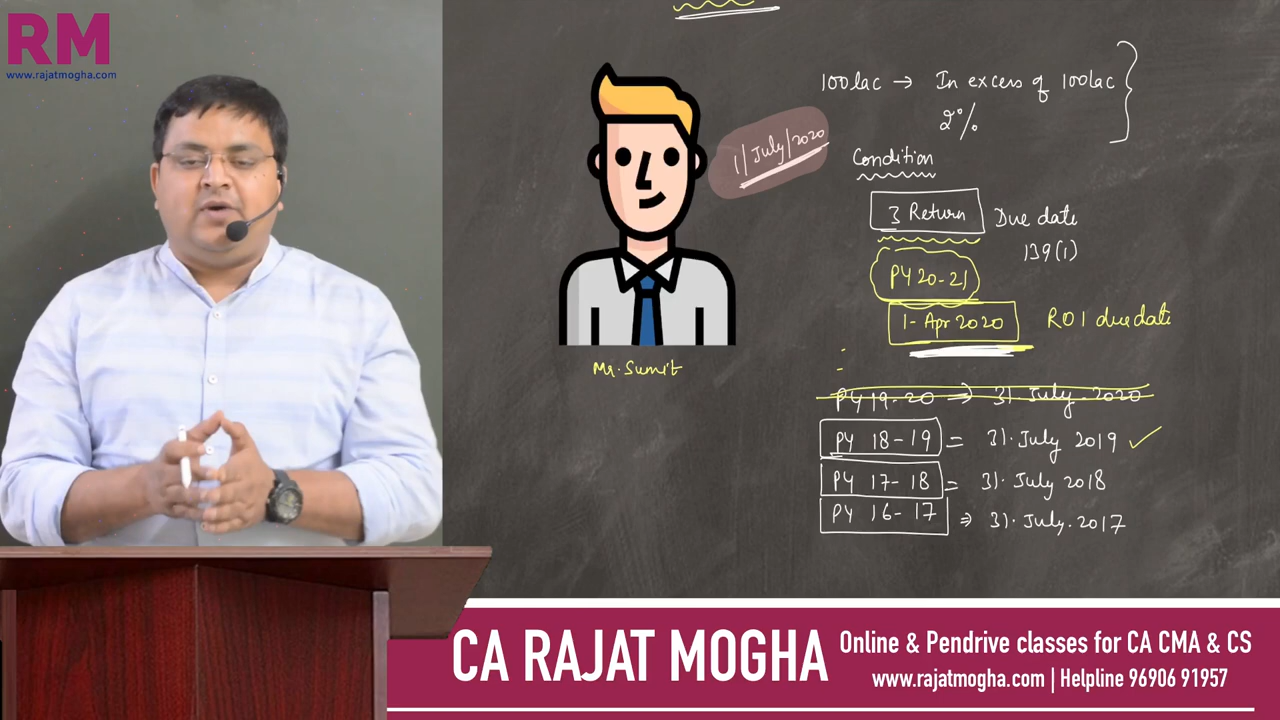 RM
www.rajatmogha.com
100lac → In excess of 100lac
2%
1/July/2020
Condition
3 Return
Due date
139(1)
PY 20-21
1-Apr 2020
ROI due date
Mr. Sumit
PY 19-20 ⇒ 31 July 2020
PY 18-19 = 31. July 2019 ✓
PY 17-18 = 31. July 2018
PY 16-17 ⇒ 31. July. 2017
CA RAJAT MOGHA
Online & Pendrive classes for CA CMA & CS
www.rajatmogha.com | Helpline 96906 91957